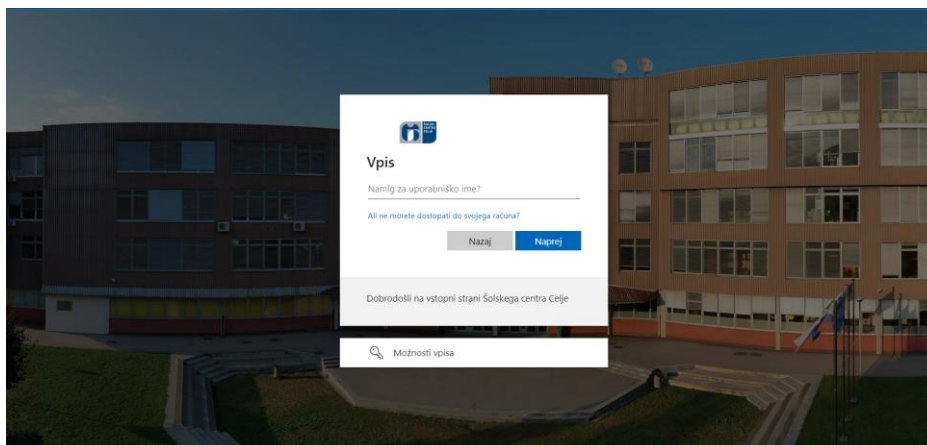 Vpis
Namig za uporabniško ime?
Ali ne morete dostopati do svojega računa?
Nazaj
Naprej
Dobrodošli na vstopni strani Šolskega centra Celje
Možnosti vpisa